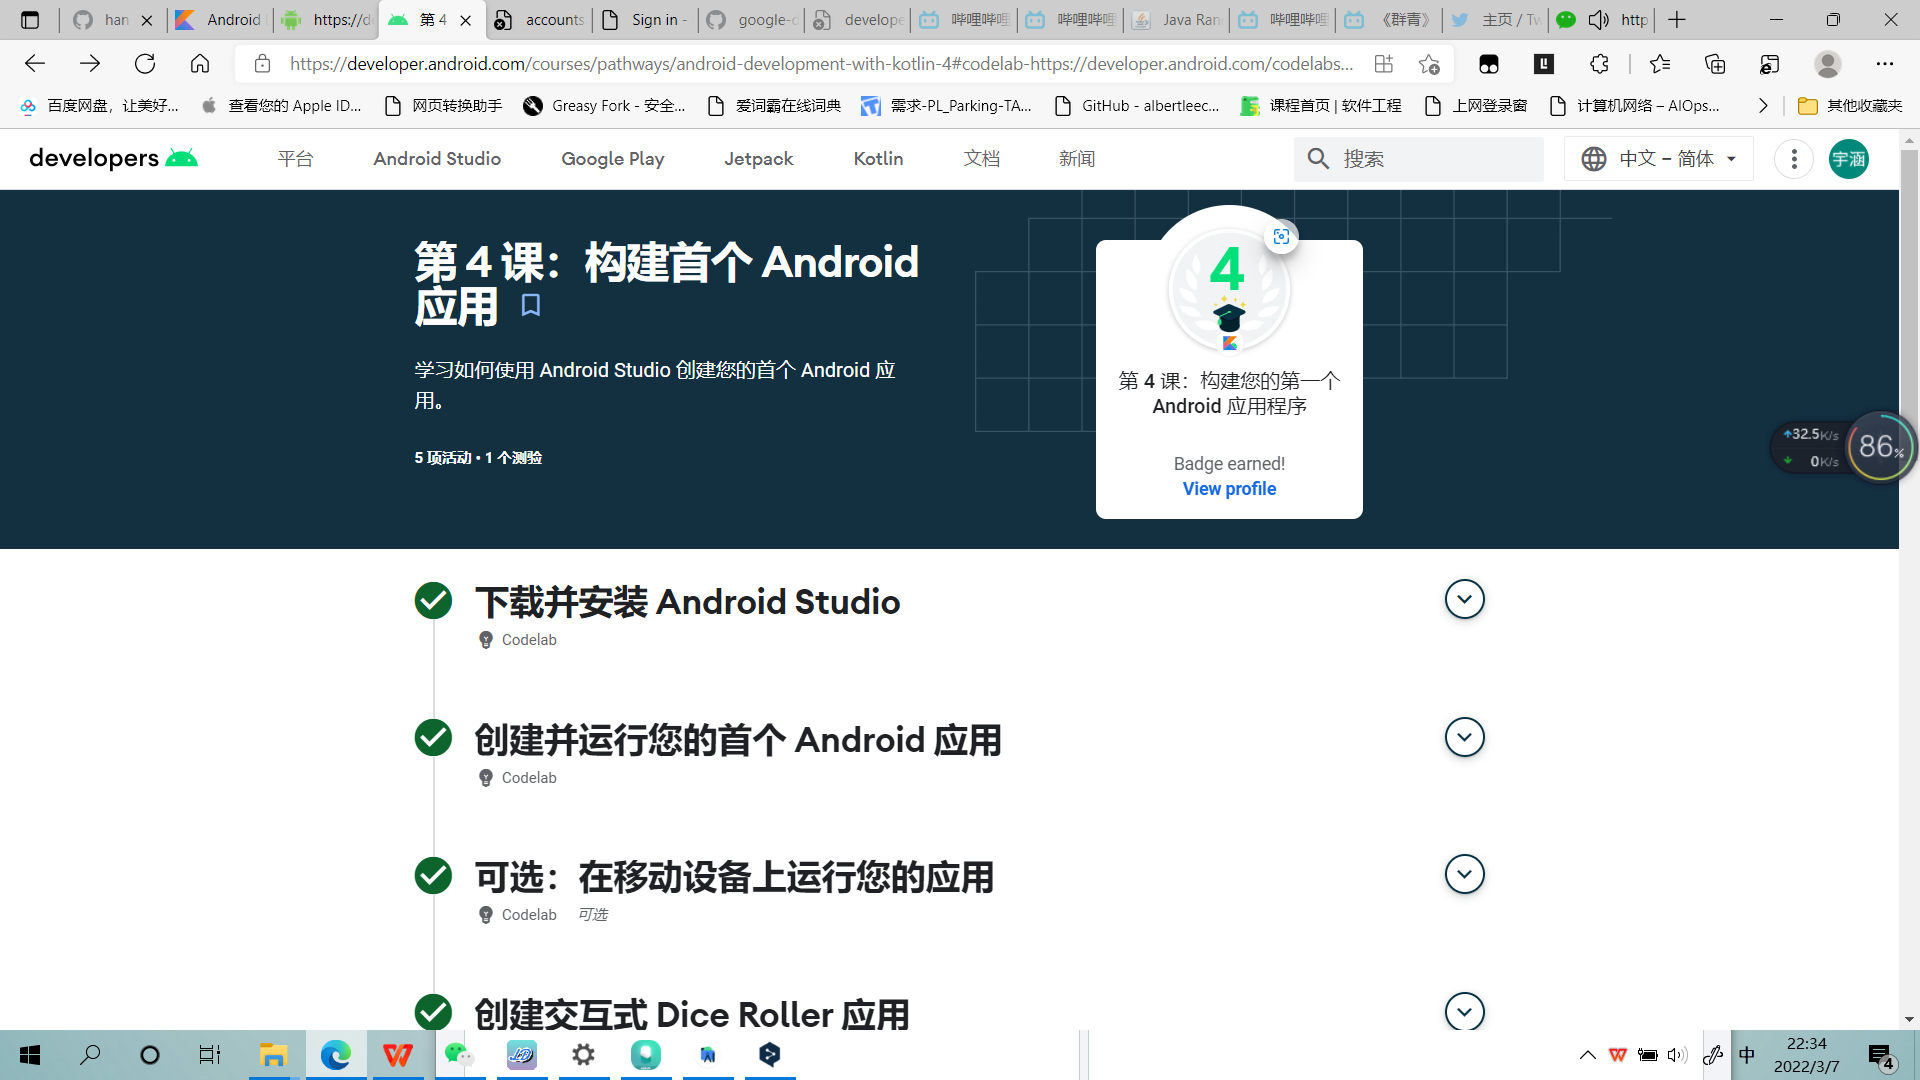 han
Android
https://de
第 4
accounts
Sign in -
google-c
develope
哔哩哔哩
哔哩哔哩
Java Ran
哔哩哔哩
《群青》
主页 / Tw
http
https://developer.android.com/courses/pathways/android-development-with-kotlin-4#codelab-https://developer.android.com/codelabs...
百度网盘，让美好...
查看您的 Apple ID...
网页转换助手
Greasy Fork - 安全...
爱词霸在线词典
需求-PL_Parking-TA...
GitHub - albertleec...
课程首页 | 软件工程
上网登录窗
计算机网络 – AIOps...
其他收藏夹
developers
平台
Android Studio
Google Play
Jetpack
Kotlin
文档
新闻
搜索
中文 – 简体
宇涵
第 4 课：构建首个 Android
应用
学习如何使用 Android Studio 创建您的首个 Android 应
用。
5 项活动 • 1 个测验
4
第 4 课：构建您的第一个
Android 应用程序
Badge earned!
View profile
32.5K/s
0K/s
86%
下载并安装 Android Studio
Codelab
创建并运行您的首个 Android 应用
Codelab
可选：在移动设备上运行您的应用
Codelab 可选
创建交互式 Dice Roller 应用
中
22:34
2022/3/7
4